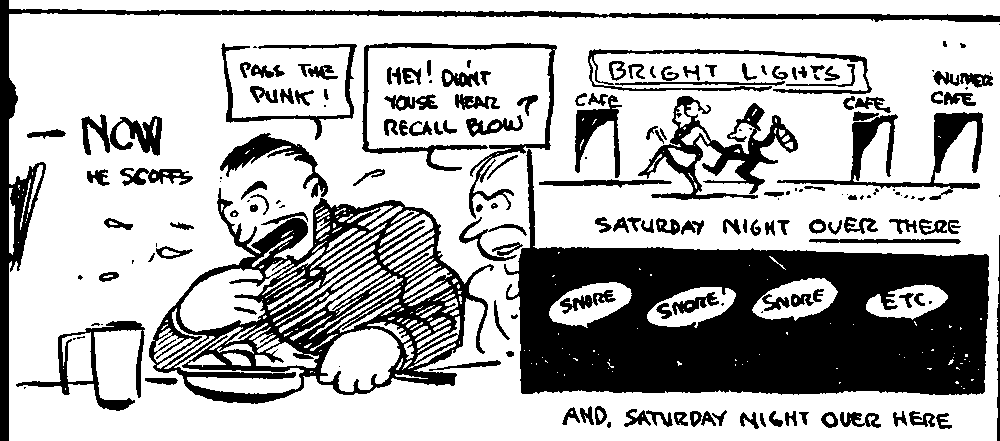 — NOW
HE SCOFFS
PASS THE
PUNK!
HEY! DIDN'T
YOUSE HEAR
RECALL BLOW?
BRIGHT LIGHTS!
CAFE
CAFE
NUTHER
CAFE
SATURDAY NIGHT OVER THERE
SNORE
SNORE!
SNORE
ETC.
AND, SATURDAY NIGHT OVER HERE